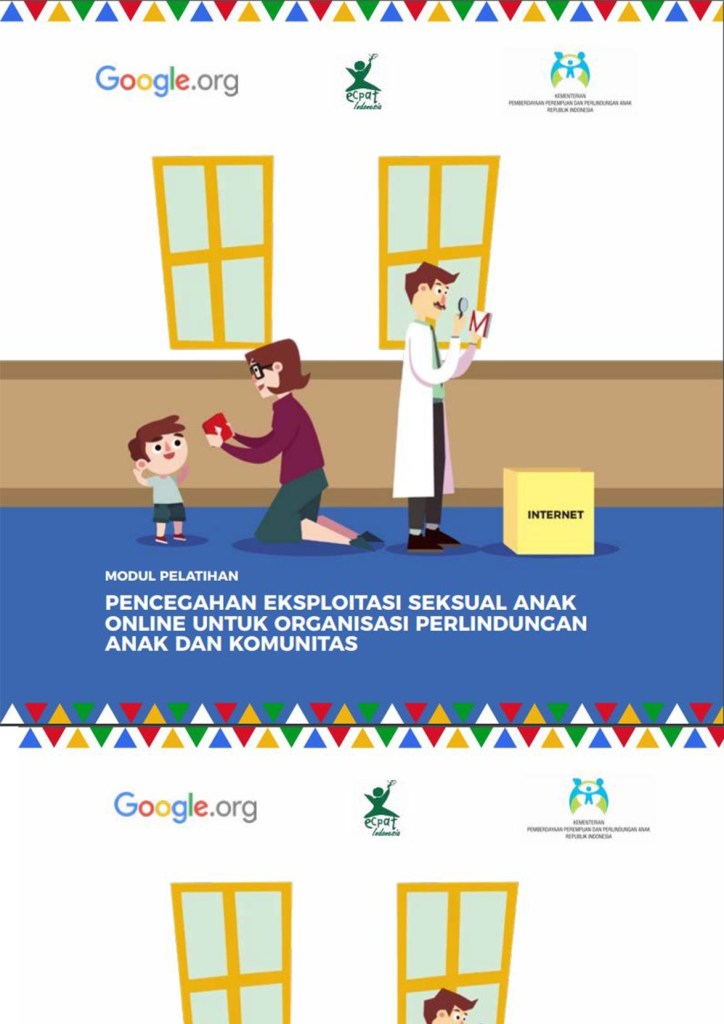 Google.org
ecpat
Indonesia
KEMENTERIAN
PEMBERDAYAAN PEREMPUAN DAN PERLINDUNGAN ANAK
REPUBLIK INDONESIA
M
INTERNET
MODUL PELATIHAN
PENCEGAHAN EKSPLOITASI SEKSUAL ANAK
ONLINE UNTUK ORGANISASI PERLINDUNGAN
ANAK DAN KOMUNITAS
Google.org
ecpat
Indonesia
KEMENTERIAN
PEMBERDAYAAN PEREMPUAN DAN PERLINDUNGAN ANAK
REPUBLIK INDONESIA